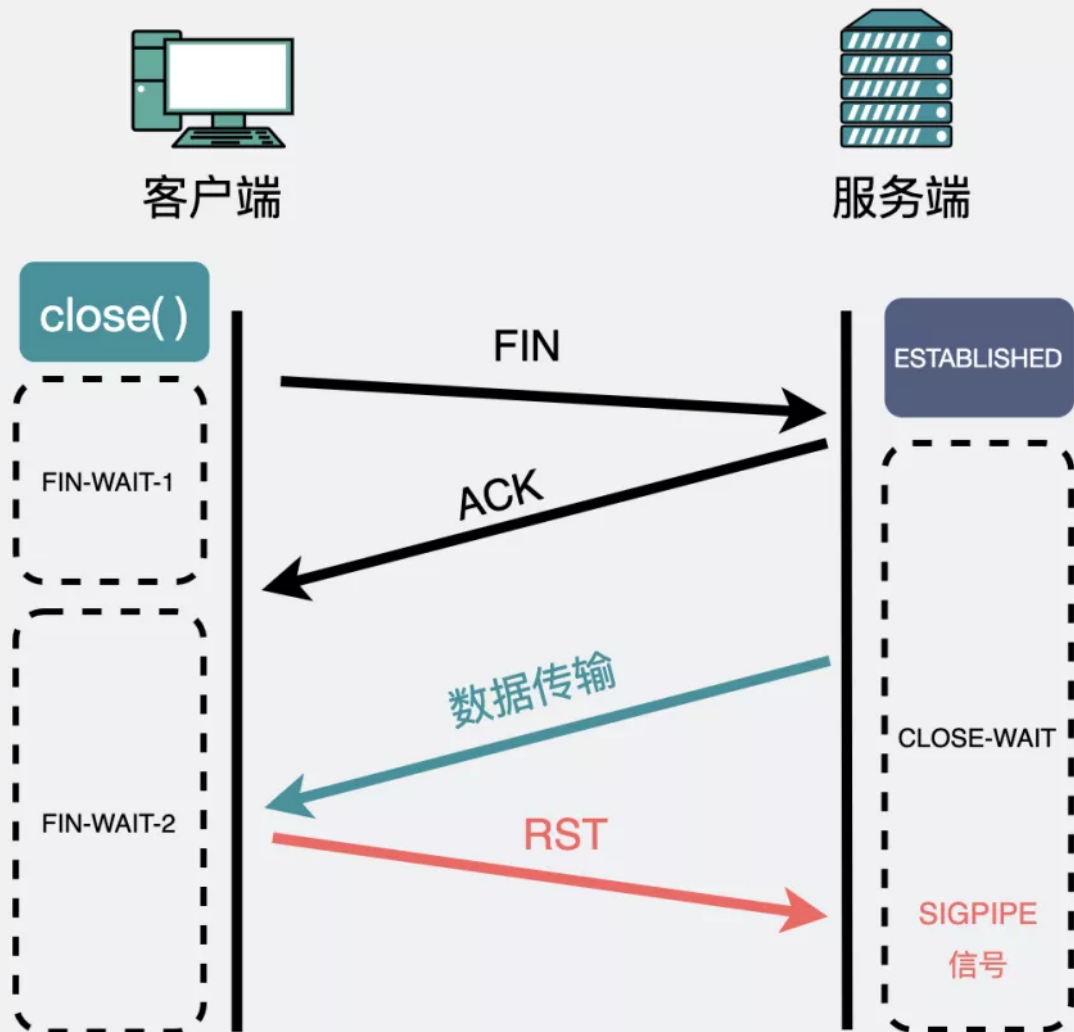 客户端
服务端
close( )
FIN
ESTABLISHED
FIN-WAIT-1
ACK
数据传输
CLOSE-WAIT
FIN-WAIT-2
RST
SIGPIPE
信号